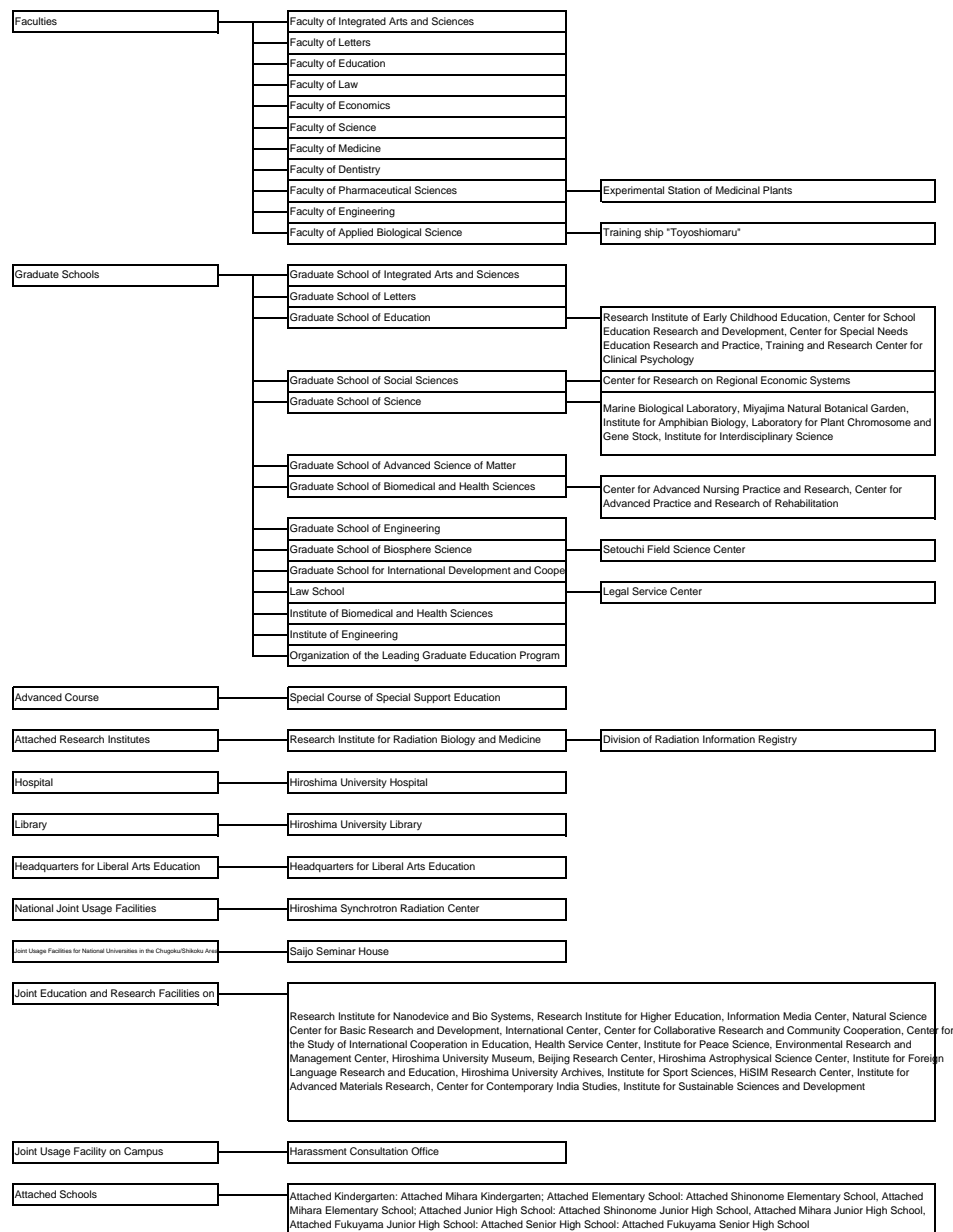 Faculties
Faculty of Integrated Arts and Sciences
Faculty of Letters
Faculty of Education
Faculty of Law
Faculty of Economics
Faculty of Science
Faculty of Medicine
Faculty of Dentistry
Faculty of Pharmaceutical Sciences
Experimental Station of Medicinal Plants
Faculty of Engineering
Faculty of Applied Biological Science
Training ship "Toyoshiomaru"
Graduate Schools
Graduate School of Integrated Arts and Sciences
Graduate School of Letters
Graduate School of Education
Research Institute of Early Childhood Education, Center for School
Education Research and Development, Center for Special Needs
Education Research and Practice, Training and Research Center for
Clinical Psychology
Graduate School of Social Sciences
Center for Research on Regional Economic Systems
Graduate School of Science
Marine Biological Laboratory, Miyajima Natural Botanical Garden,
Institute for Amphibian Biology, Laboratory for Plant Chromosome and
Gene Stock, Institute for Interdisciplinary Science
Graduate School of Advanced Science of Matter
Graduate School of Biomedical and Health Sciences
Center for Advanced Nursing Practice and Research, Center for
Advanced Practice and Research of Rehabilitation
Graduate School of Engineering
Graduate School of Biosphere Science
Setouchi Field Science Center
Graduate School for International Development and Coope
Law School
Legal Service Center
Institute of Biomedical and Health Sciences
Institute of Engineering
Organization of the Leading Graduate Education Program
Advanced Course
Special Course of Special Support Education
Attached Research Institutes
Research Institute for Radiation Biology and Medicine
Division of Radiation Information Registry
Hospital
Hiroshima University Hospital
Library
Hiroshima University Library
Headquarters for Liberal Arts Education
Headquarters for Liberal Arts Education
National Joint Usage Facilities
Hiroshima Synchrotron Radiation Center
Joint Usage Facilities for National Universities in the Chugoku/Shikoku Area
Saijo Seminar House
Joint Education and Research Facilities on
Research Institute for Nanodevice and Bio Systems, Research Institute for Higher Education, Information Media Center, Natural Science
Center for Basic Research and Development, International Center, Center for Collaborative Research and Community Cooperation, Center for
the Study of International Cooperation in Education, Health Service Center, Institute for Peace Science, Environmental Research and
Management Center, Hiroshima University Museum, Beijing Research Center, Hiroshima Astrophysical Science Center, Institute for Foreign
Language Research and Education, Hiroshima University Archives, Institute for Sport Sciences, HiSIM Research Center, Institute for
Advanced Materials Research, Center for Contemporary India Studies, Institute for Sustainable Sciences and Development
Joint Usage Facility on Campus
Harassment Consultation Office
Attached Schools
Attached Kindergarten: Attached Mihara Kindergarten; Attached Elementary School: Attached Shinonome Elementary School, Attached
Mihara Elementary School; Attached Junior High School: Attached Shinonome Junior High School, Attached Mihara Junior High School,
Attached Fukuyama Junior High School: Attached Senior High School: Attached Fukuyama Senior High School